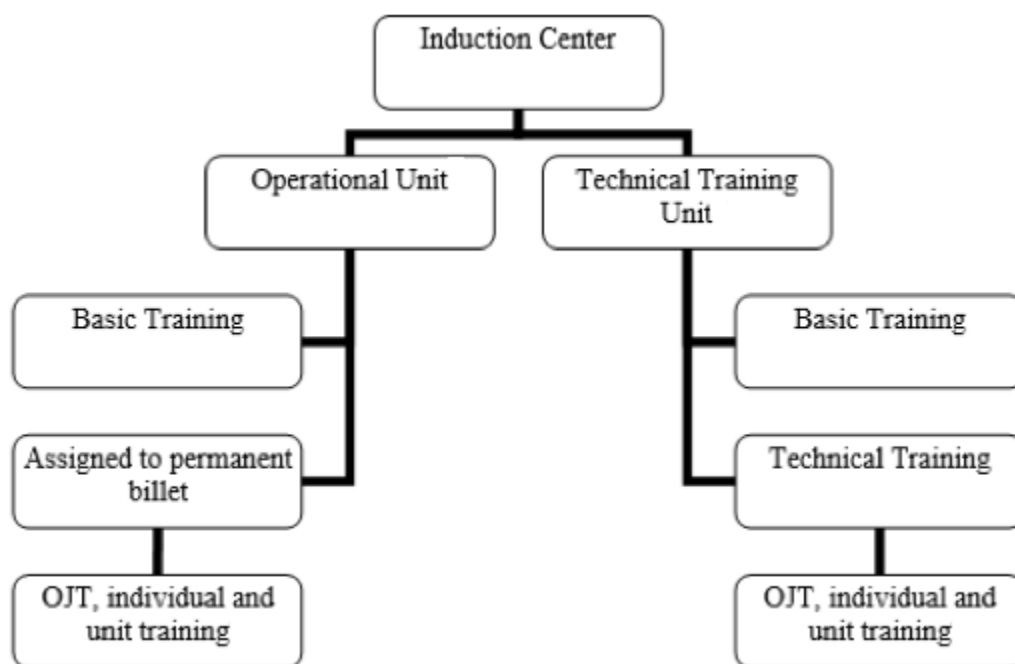 Induction Center
Operational Unit
Technical Training
Unit
Basic Training
Basic Training
Assigned to permanent
billet
Technical Training
OJT, individual and
unit training
OJT, individual and
unit training